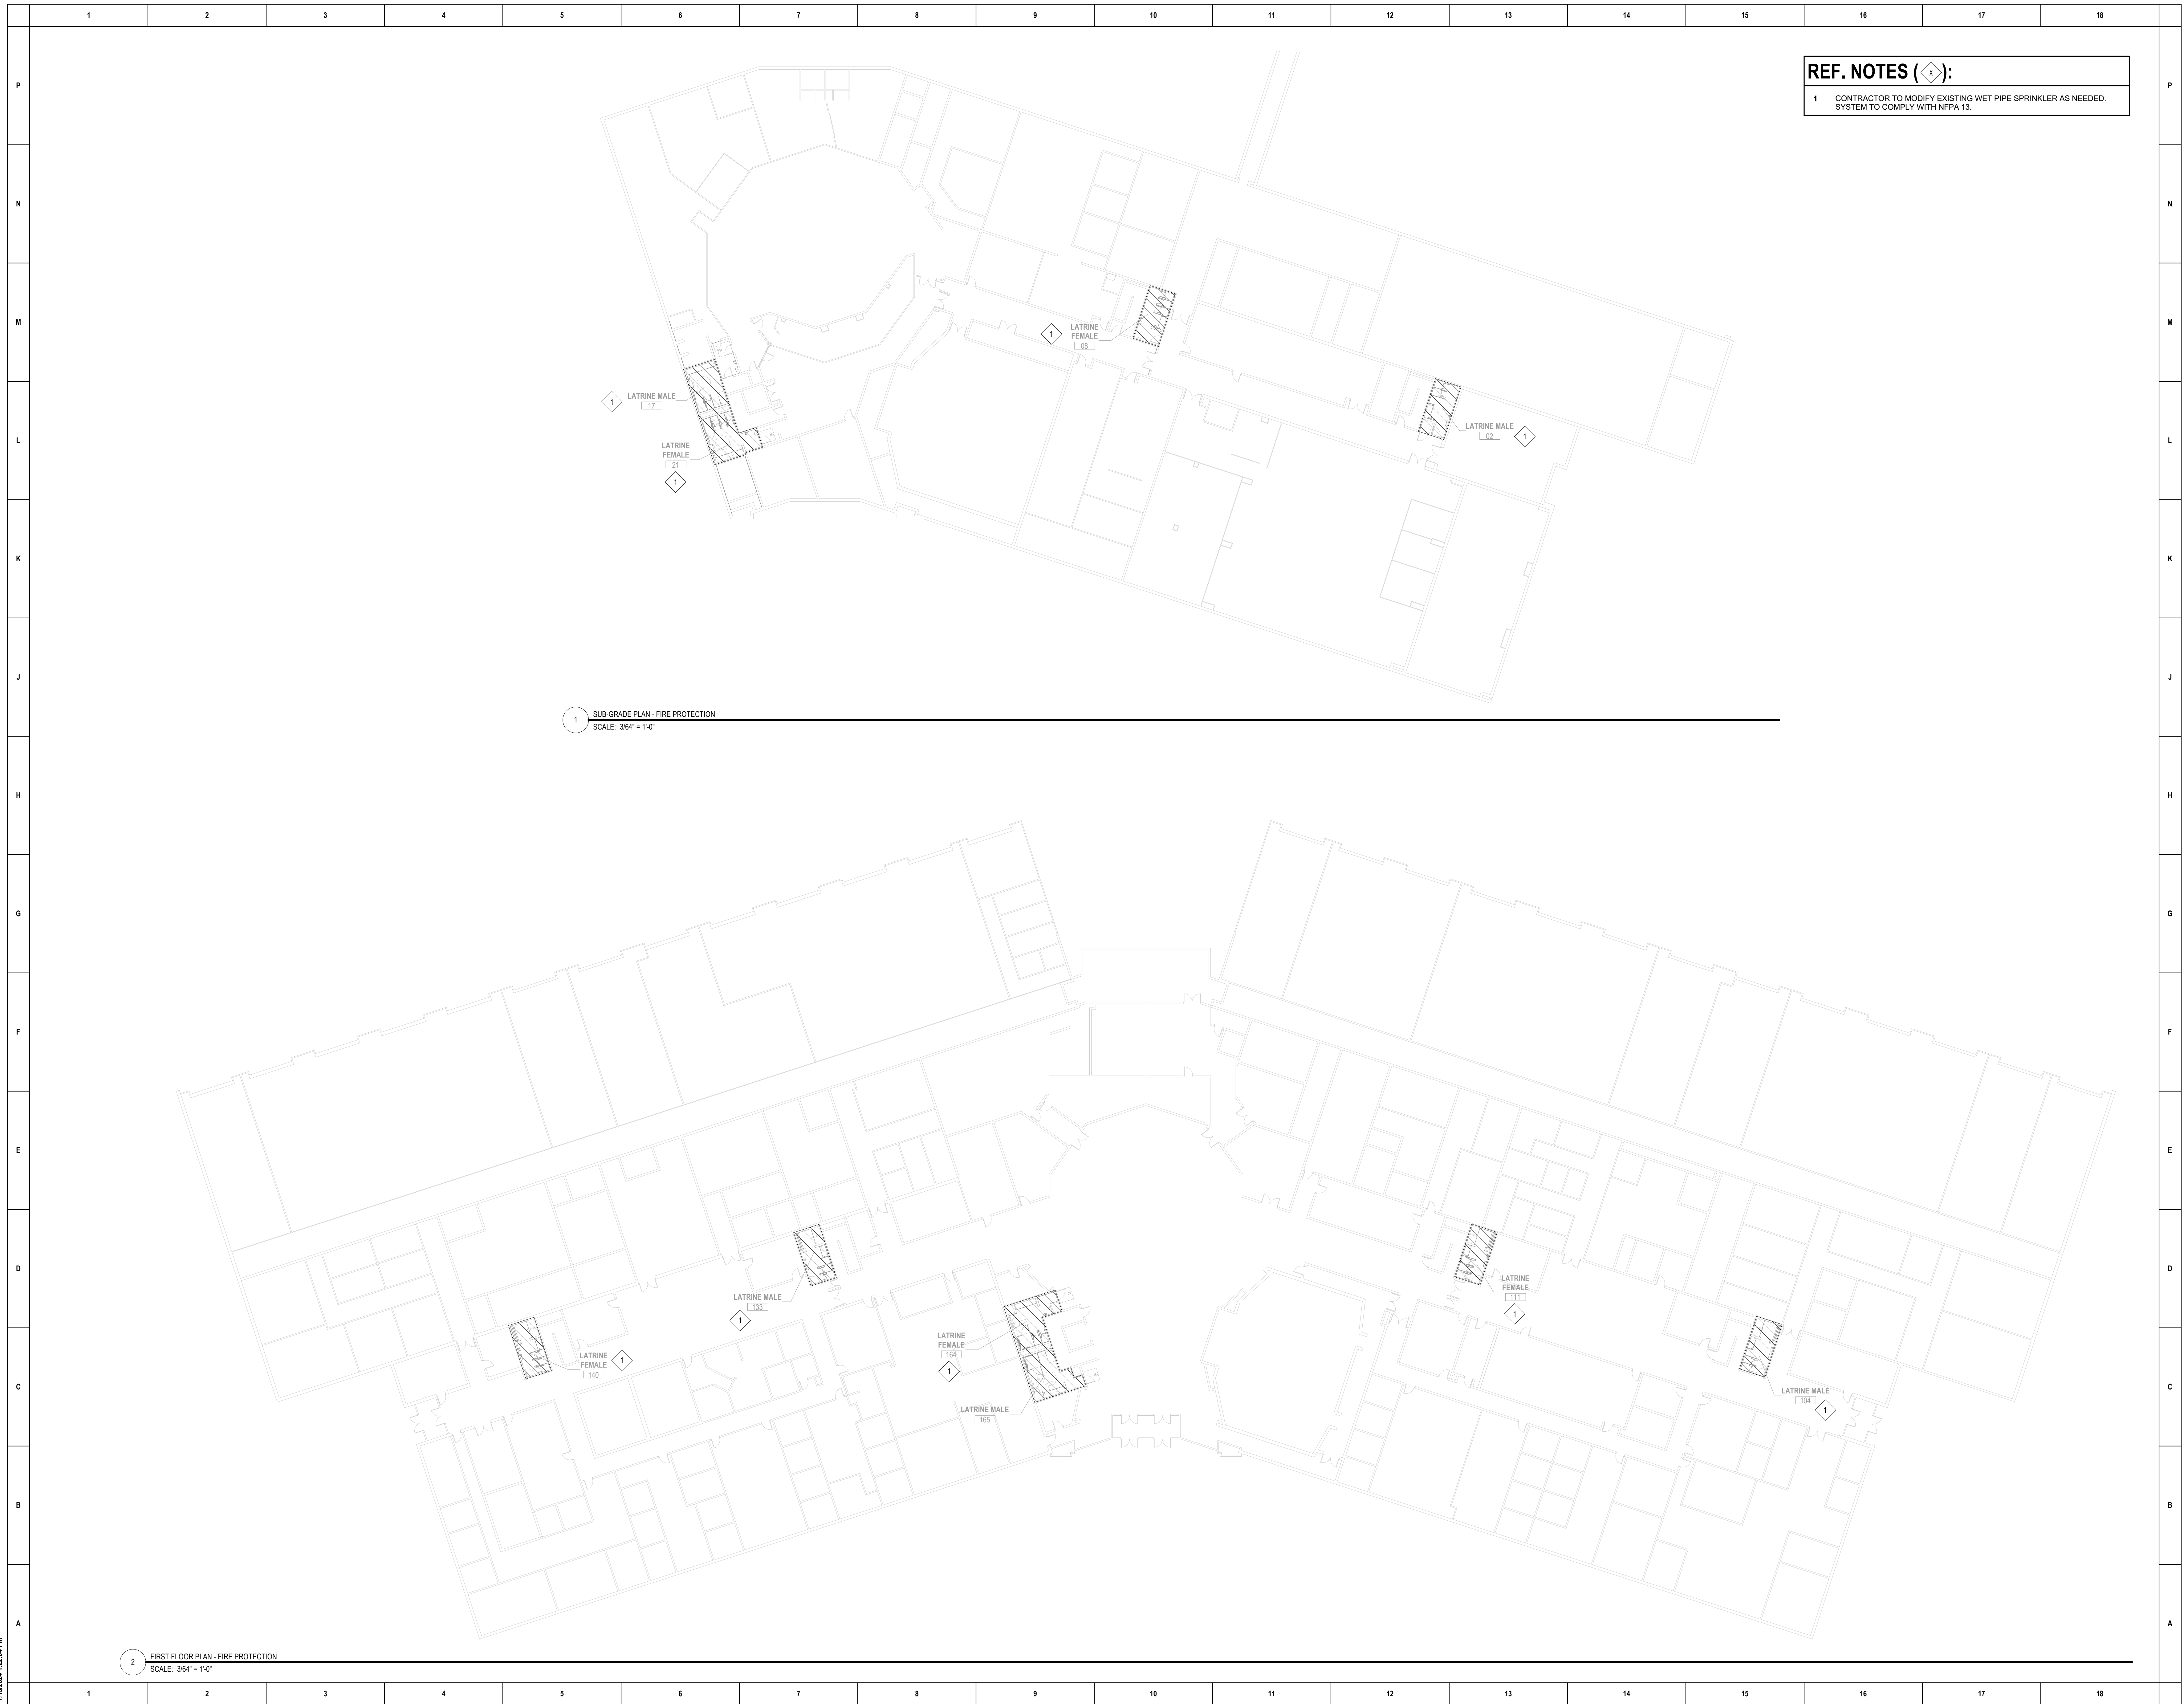 1 2 3 4 5 6 7 8 9 10 11 12 13 14 15 16 17 18
P P
REF. NOTES ( X ):
1 CONTRACTOR TO MODIFY EXISTING WET PIPE SPRINKLER AS NEEDED.
SYSTEM TO COMPLY WITH NFPA 13.
N N
M M
1
LATRINE
FEMALE
08
1
LATRINE MALE
17
LATRINE MALE
02
1
L L
LATRINE
FEMALE
21
1
K K
J J
1
SUB-GRADE PLAN - FIRE PROTECTION
SCALE: 3/64" = 1'-0"
H H
G G
F F
E E
D D
LATRINE MALE
133
1
LATRINE
FEMALE
111
1
LATRINE
FEMALE
164
1
LATRINE
FEMALE
140
1
C C
LATRINE MALE
104
1
LATRINE MALE
165
B B
A A
2
FIRST FLOOR PLAN - FIRE PROTECTION
SCALE: 3/64" = 1'-0"
1 2 3 4 5 6 7 8 9 10 11 12 13 14 15 16 17 18